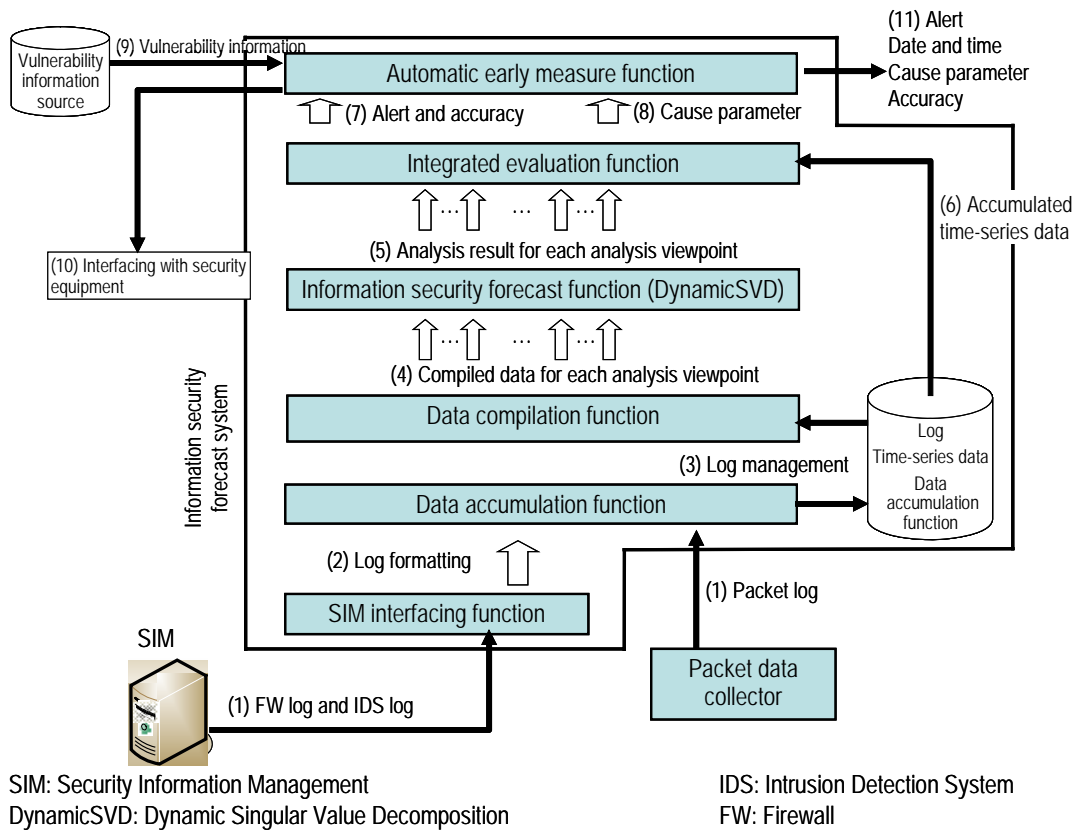 (11) Alert
Date and time
Cause parameter
Accuracy
(9) Vulnerability information
Vulnerability
information
source
Automatic early measure function
(7) Alert and accuracy
(8) Cause parameter
Integrated evaluation function
(6) Accumulated
time-series data
... ... ...
(5) Analysis result for each analysis viewpoint
(10) Interfacing with security
equipment
Information security forecast function (DynamicSVD)
... ... ...
(4) Compiled data for each analysis viewpoint
Information security
forecast system
Data compilation function
Log
Time-series data
Data
accumulation
function
(3) Log management
Data accumulation function
(2) Log formatting
(1) Packet log
SIM interfacing function
SIM
Packet data
collector
(1) FW log and IDS log
SIM: Security Information Management
IDS: Intrusion Detection System
DynamicSVD: Dynamic Singular Value Decomposition
FW: Firewall